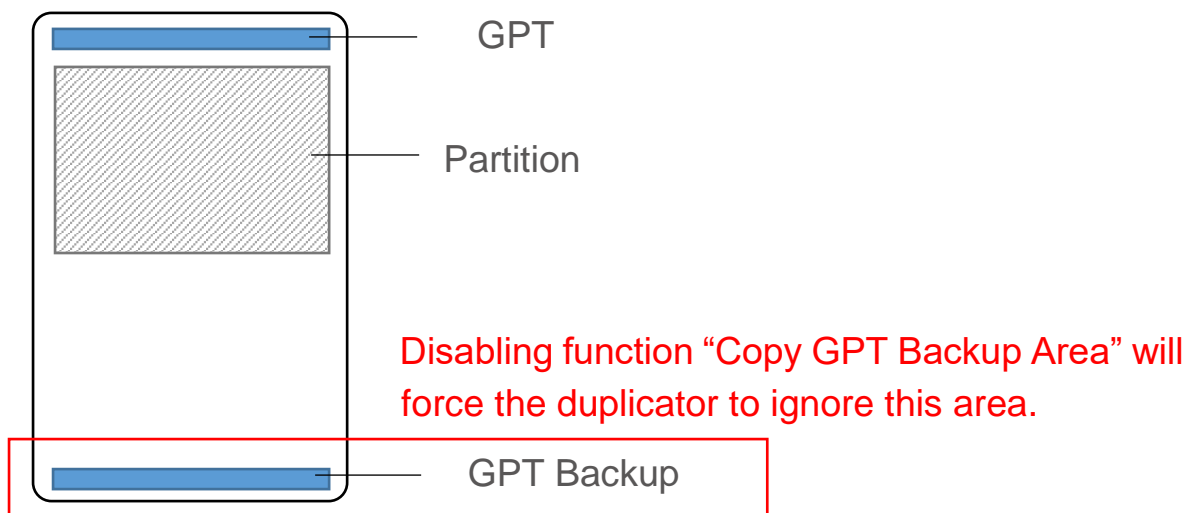 GPT
Partition
Disabling function “Copy GPT Backup Area” will
force the duplicator to ignore this area.
GPT Backup